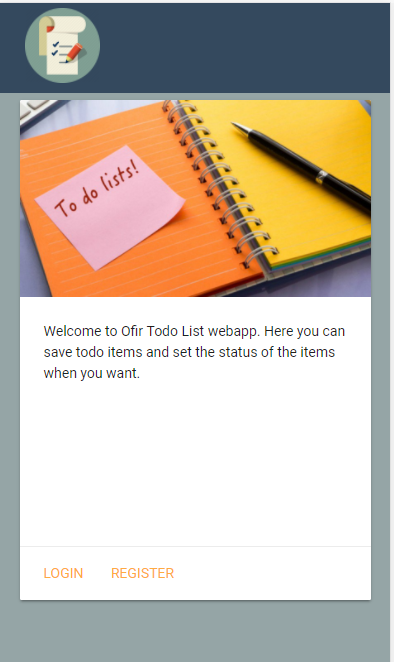 To do lists!
Welcome to Ofir Todo List webapp. Here you can
save todo items and set the status of the items
when you want.
LOGIN REGISTER